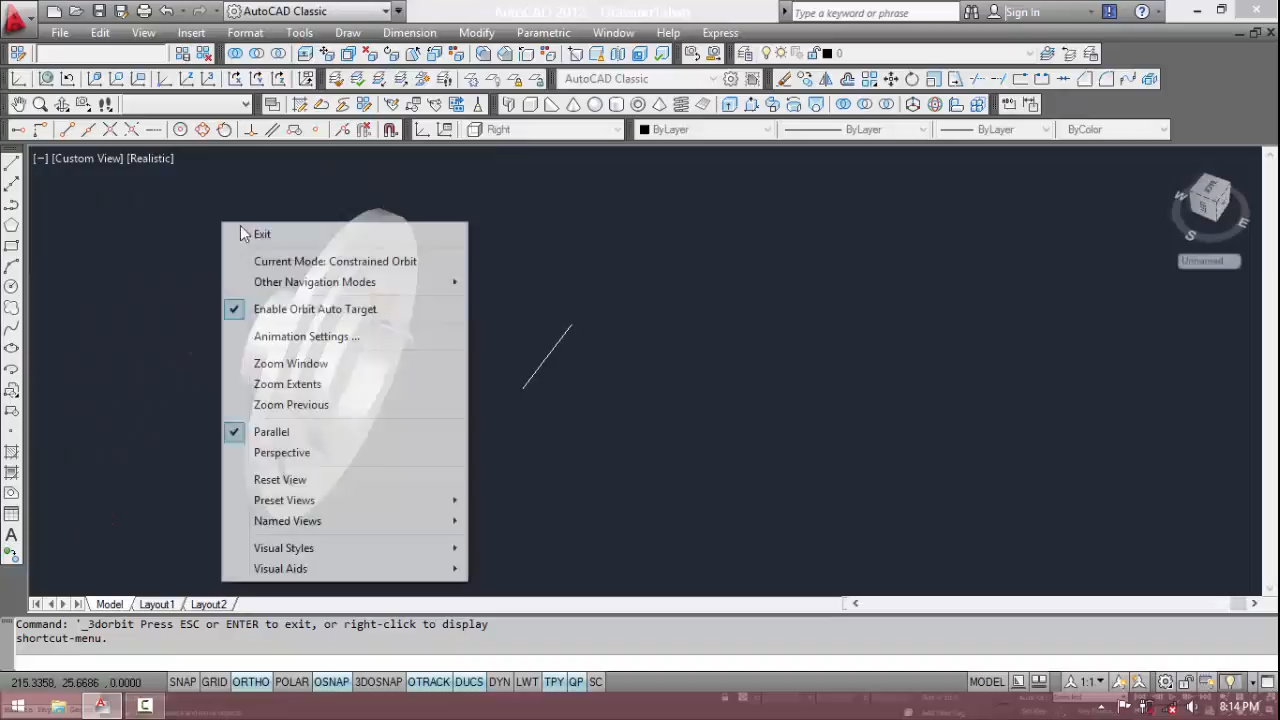 AutoCAD Classic
AutoCAD 2012 Drawing1.dwg
Type a keyword or phrase
Sign In
File Edit View Insert Format Tools Draw Dimension Modify Parametric Window Help Express
0
AutoCAD Classic
Right
ByLayer
ByLayer
ByLayer
ByColor
[−] [Custom View] [Realistic]
W
S
E
Unnamed
Exit
Current Mode: Constrained Orbit
Other Navigation Modes
Enable Orbit Auto Target
Animation Settings ...
Zoom Window
Zoom Extents
Zoom Previous
Parallel
Perspective
Reset View
Preset Views
Named Views
Visual Styles
Visual Aids
A
Model Layout1 Layout2
Command: '_3dorbit Press ESC or ENTER to exit, or right-click to display
shortcut-menu.
215.3358, 25.6686, 0.0000
SNAP GRID ORTHO POLAR OSNAP 3DOSNAP OTRACK DUCS DYN LWT TPY QP SC
MODEL
1:1
8:14 PM